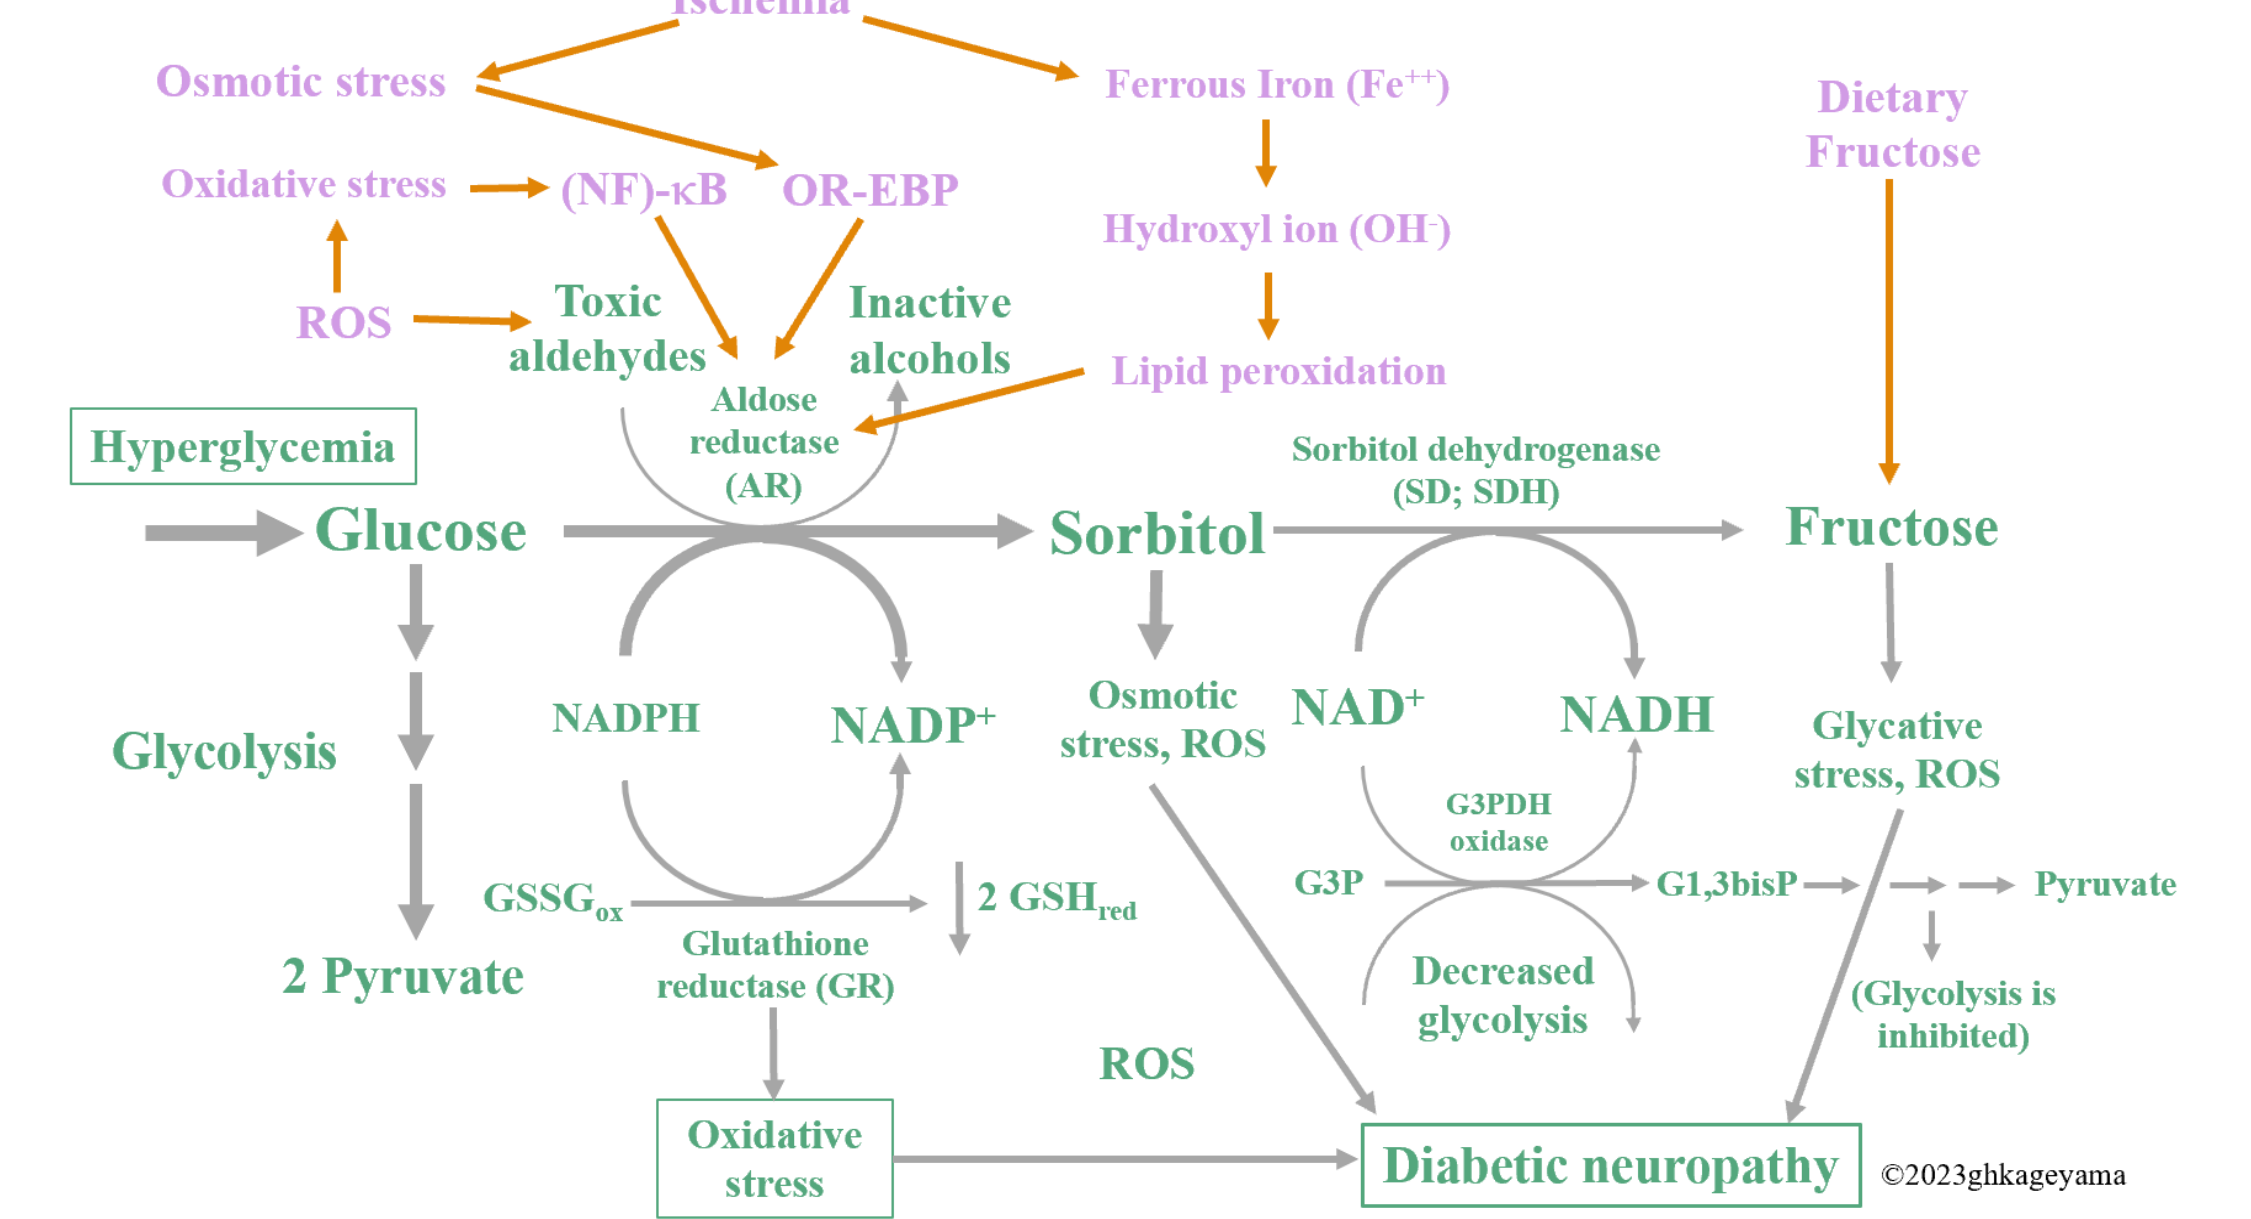 Ischemia
Osmotic stress
Ferrous Iron (Fe⁺⁺)
Dietary
Fructose
Oxidative stress
(NF)-κB
OR-EBP
Hydroxyl ion (OH⁻)
ROS
Toxic
aldehydes
Inactive
alcohols
Lipid peroxidation
Aldose
reductase
(AR)
Hyperglycemia
Sorbitol dehydrogenase
(SD; SDH)
Glucose
Sorbitol
Fructose
Osmotic
stress, ROS
NADPH
NADP⁺
NAD⁺
NADH
Glycative
stress, ROS
Glycolysis
G3PDH
oxidase
GSSGox
2 GSHred
G3P
G1,3bisP
Pyruvate
Glutathione
reductase (GR)
2 Pyruvate
Decreased
glycolysis
(Glycolysis is
inhibited)
ROS
Oxidative
stress
Diabetic neuropathy
©2023ghkageyama